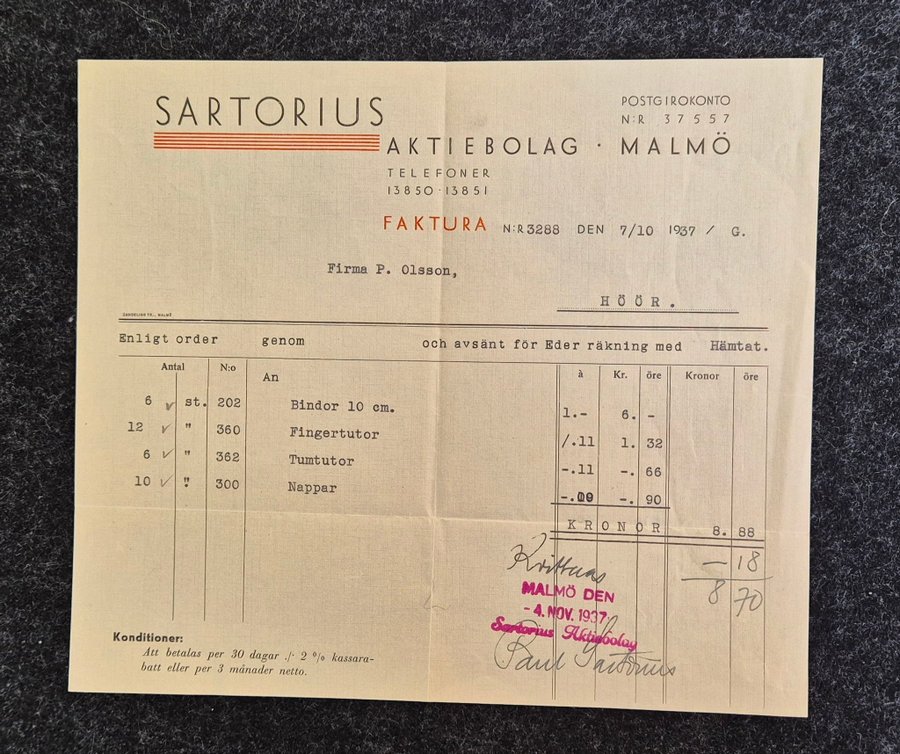 SARTORIUS
POSTGIROKONTO
N:R 37557
AKTIEBOLAG · MALMÖ
TELEFONER
13850 · 13851
FAKTURA N:R 3288 DEN 7/10 1937 / G.
Firma P. Olsson,
HÖÖR.
Enligt order genom och avsänt för Eder räkning med Hämtat.
Antal N:o An à Kr. öre Kronor öre
6 st. 202 Bindor 10 cm. 1.- 6. -
12 " 360 Fingertutor /.11 1. 32
6 " 362 Tumtutor -.11 -. 66
10 " 300 Nappar -.09 -. 90
KRONOR 8. 88
— 18
8 70
Kvitteras
MALMÖ DEN
- 4. NOV. 1937
Sartorius Aktiebolag
Paul Sartorius
Konditioner:
Att betalas per 30 dagar ./. 2 % kassara-
batt eller per 3 månader netto.